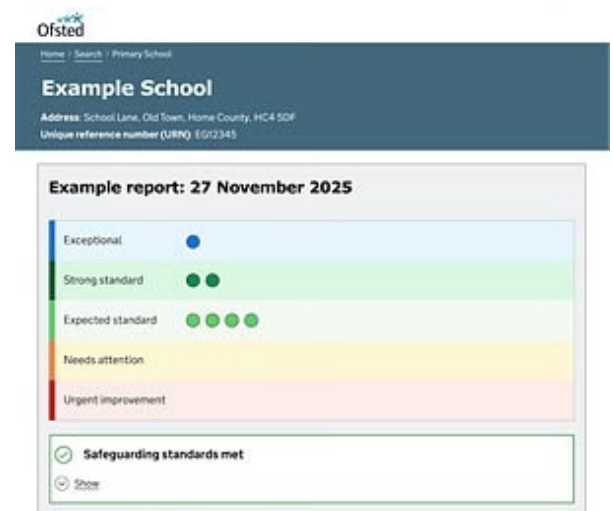 Ofsted
Home > Search > Primary School
Example School
Address: School Lane, Old Town, Home County, HC4 5DF
Unique reference number (URN): EG12345
Example report: 27 November 2025
Exceptional
Strong standard
Expected standard
Needs attention
Urgent improvement
Safeguarding standards met
Show